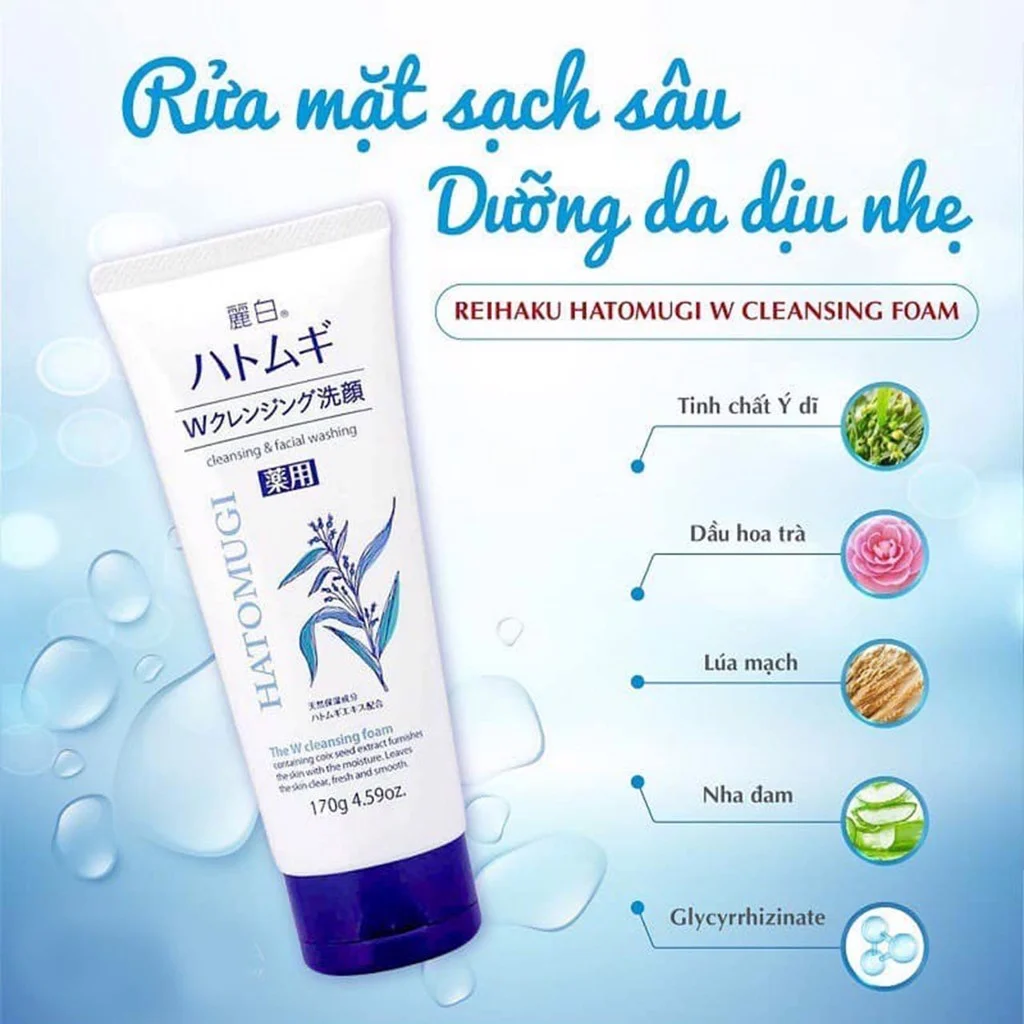 Rửa mặt sạch sâu
Dưỡng da dịu nhẹ
REIHAKU HATOMUGI W CLEANSING FOAM
麗白®
ハトムギ
Wクレンジング洗顔
cleansing & facial washing
薬用
HATOMUGI
天然保湿成分
ハトムギエキス配合
The W cleansing foam
containing coix seed extract furnishes
the skin with the moisture. Leaves
the skin clear, fresh and smooth.
170g 4.59oz.
Tinh chất Ý dĩ
Dầu hoa trà
Lúa mạch
Nha đam
Glycyrrhizinate